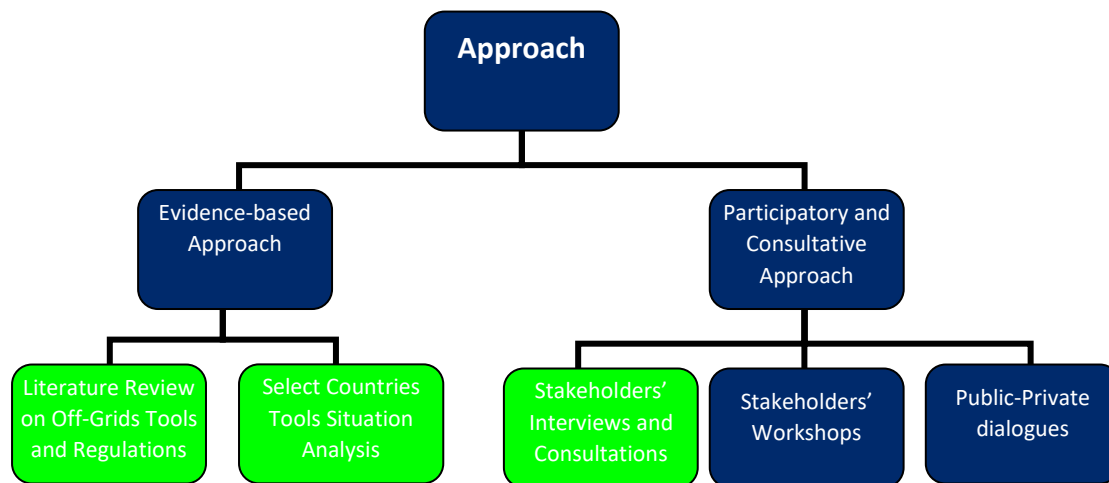 Approach
Evidence-based
Approach
Participatory and
Consultative
Approach
Literature Review
on Off-Grids Tools
and Regulations
Select Countries
Tools Situation
Analysis
Stakeholders’
Interviews and
Consultations
Stakeholders’
Workshops
Public-Private
dialogues